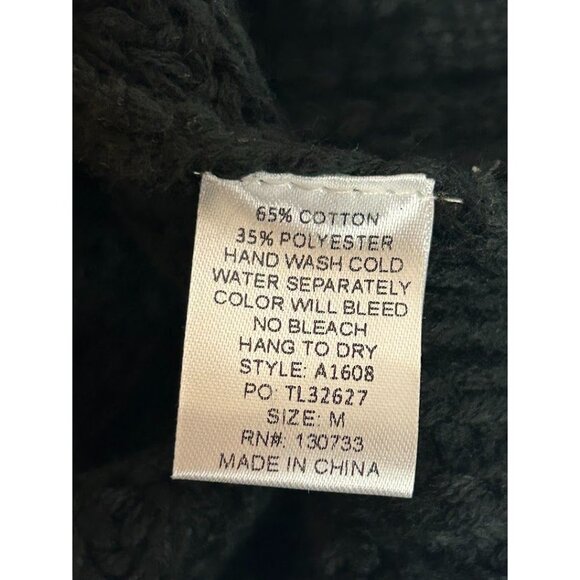 65% COTTON
35% POLYESTER
HAND WASH COLD
WATER SEPARATELY
COLOR WILL BLEED
NO BLEACH
HANG TO DRY
STYLE: A1608
PO: TL32627
SIZE: M
RN#: 130733
MADE IN CHINA